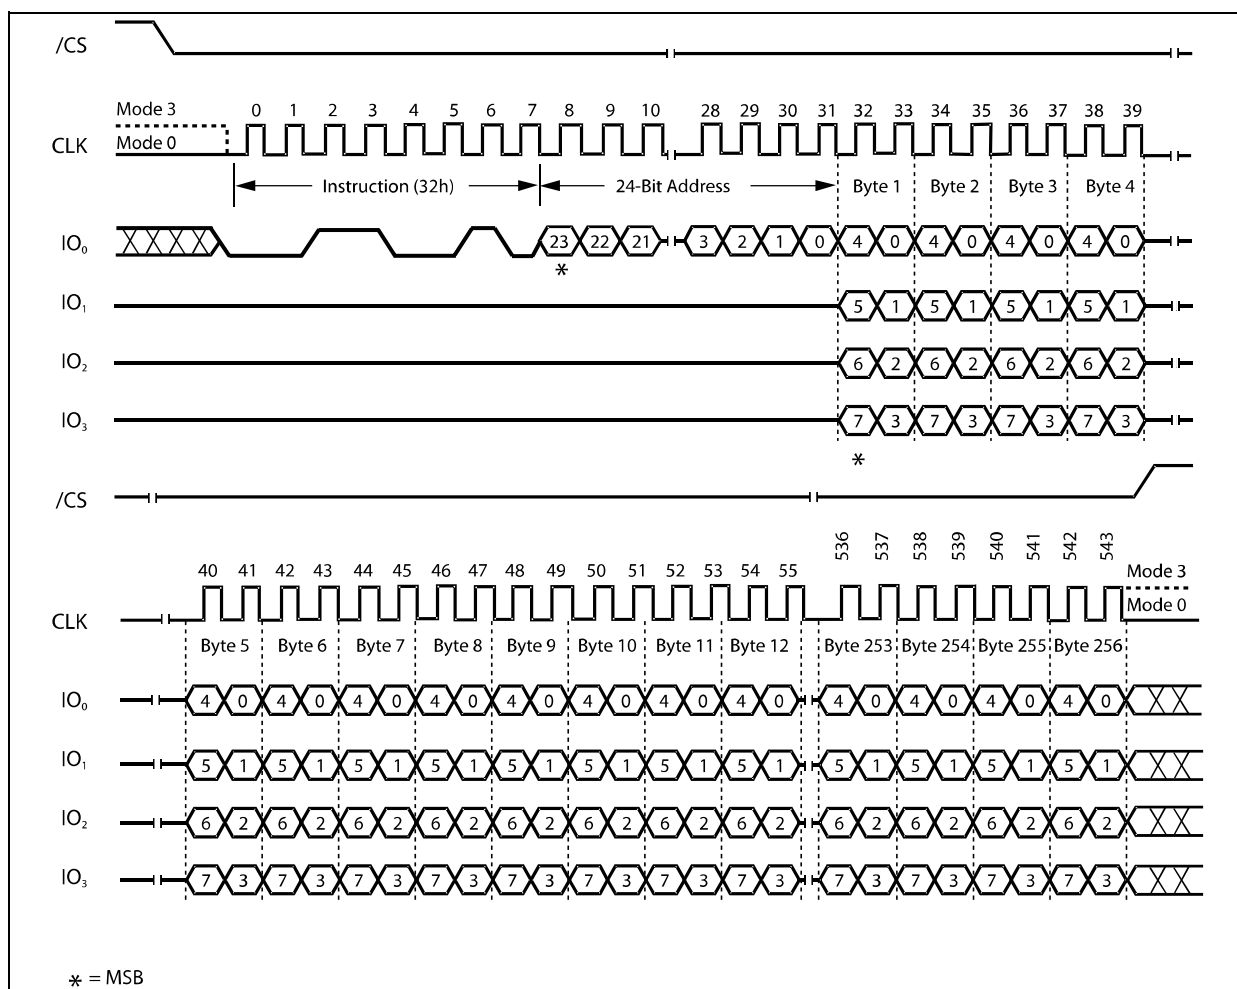 /CS
Mode 3
0 1 2 3 4 5 6 7 8 9 10 28 29 30 31 32 33 34 35 36 37 38 39
CLK
Mode 0
Instruction (32h) 24-Bit Address Byte 1 Byte 2 Byte 3 Byte 4
IO₀ 23 22 21 3 2 1 0 4 0 4 0 4 0 4 0
*
IO₁ 5 1 5 1 5 1 5 1
IO₂ 6 2 6 2 6 2 6 2
IO₃ 7 3 7 3 7 3 7 3
*
/CS
536 537 538 539 540 541 542 543
40 41 42 43 44 45 46 47 48 49 50 51 52 53 54 55
Mode 3
CLK
Mode 0
Byte 5 Byte 6 Byte 7 Byte 8 Byte 9 Byte 10 Byte 11 Byte 12 Byte 253 Byte 254 Byte 255 Byte 256
IO₀ 4 0 4 0 4 0 4 0 4 0 4 0 4 0 4 0 4 0 4 0 4 0 4 0
IO₁ 5 1 5 1 5 1 5 1 5 1 5 1 5 1 5 1 5 1 5 1 5 1 5 1
IO₂ 6 2 6 2 6 2 6 2 6 2 6 2 6 2 6 2 6 2 6 2 6 2 6 2
IO₃ 7 3 7 3 7 3 7 3 7 3 7 3 7 3 7 3 7 3 7 3 7 3 7 3
* = MSB